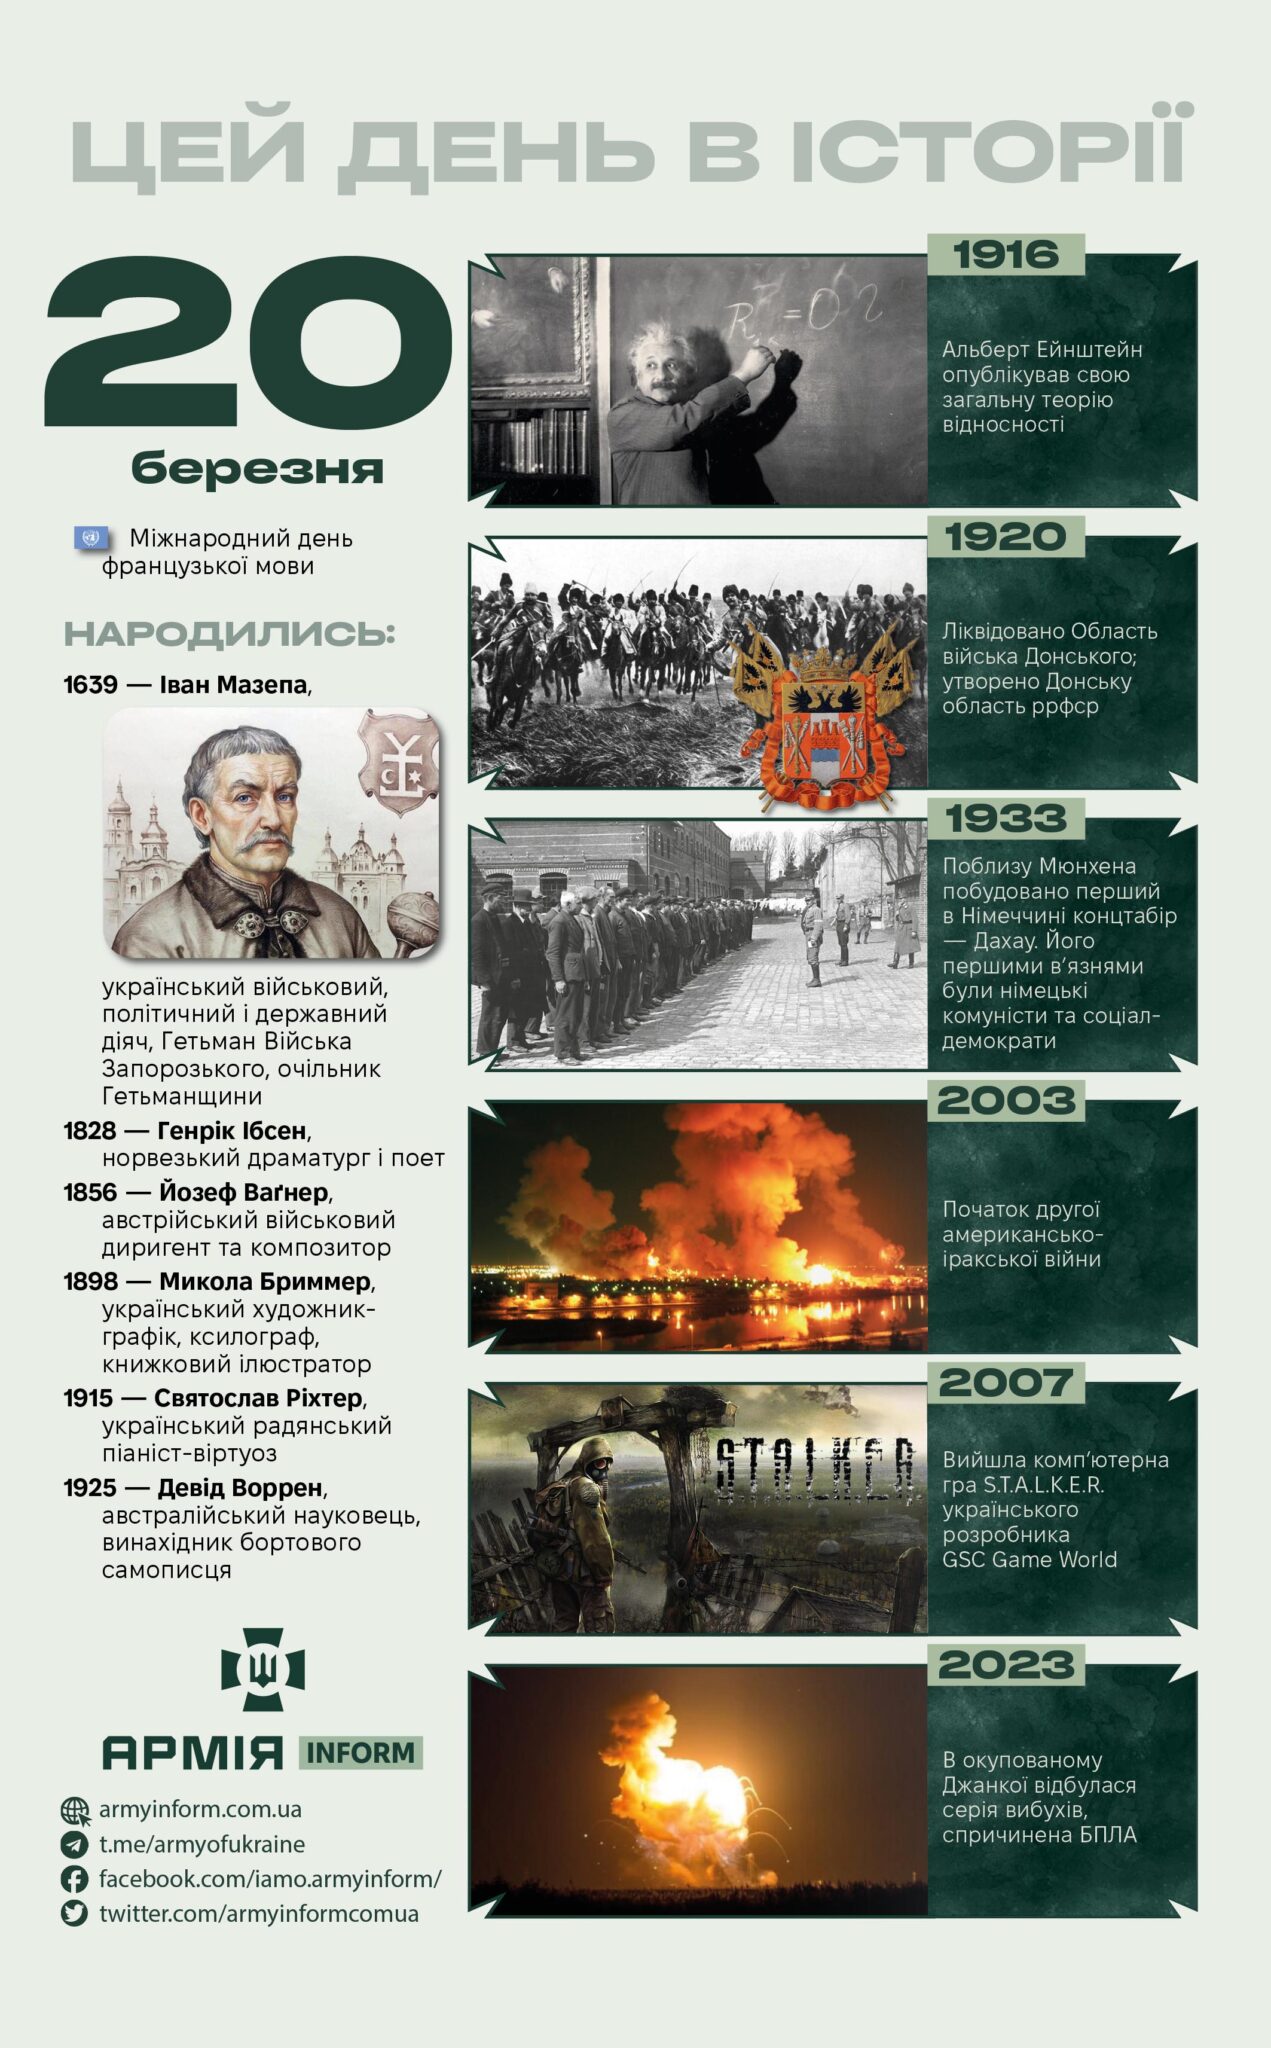 ЦЕЙ ДЕНЬ В ІСТОРІЇ
20
березня
Міжнародний день
французької мови
НАРОДИЛИСЬ:
1639 — Іван Мазепа,
український військовий,
політичний і державний
діяч, Гетьман Війська
Запорозького, очільник
Гетьманщини
1828 — Генрік Ібсен,
норвезький драматург і поет
1856 — Йозеф Ваґнер,
австрійський військовий
диригент та композитор
1898 — Микола Бриммер,
український художник-
графік, ксилограф,
книжковий ілюстратор
1915 — Святослав Ріхтер,
український радянський
піаніст-віртуоз
1925 — Девід Воррен,
австралійський науковець,
винахідник бортового
самописця
АРМІЯ INFORM
armyinform.com.ua
t.me/armyofukraine
facebook.com/iamo.armyinform/
twitter.com/armyinformcomua
1916
Альберт Ейнштейн
опублікував свою
загальну теорію
відносності
1920
Ліквідовано Область
війська Донського;
утворено Донську
область ррфср
1933
Поблизу Мюнхена
побудовано перший
в Німеччині концтабір
— Дахау. Його
першими в’язнями
були німецькі
комуністи та соціал-
демократи
2003
Початок другої
американсько-
іракської війни
2007
S.T.A.L.K.E.R.
Вийшла комп’ютерна
гра S.T.A.L.K.E.R.
українського
розробника
GSC Game World
2023
В окупованому
Джанкої відбулася
серія вибухів,
спричинена БПЛА